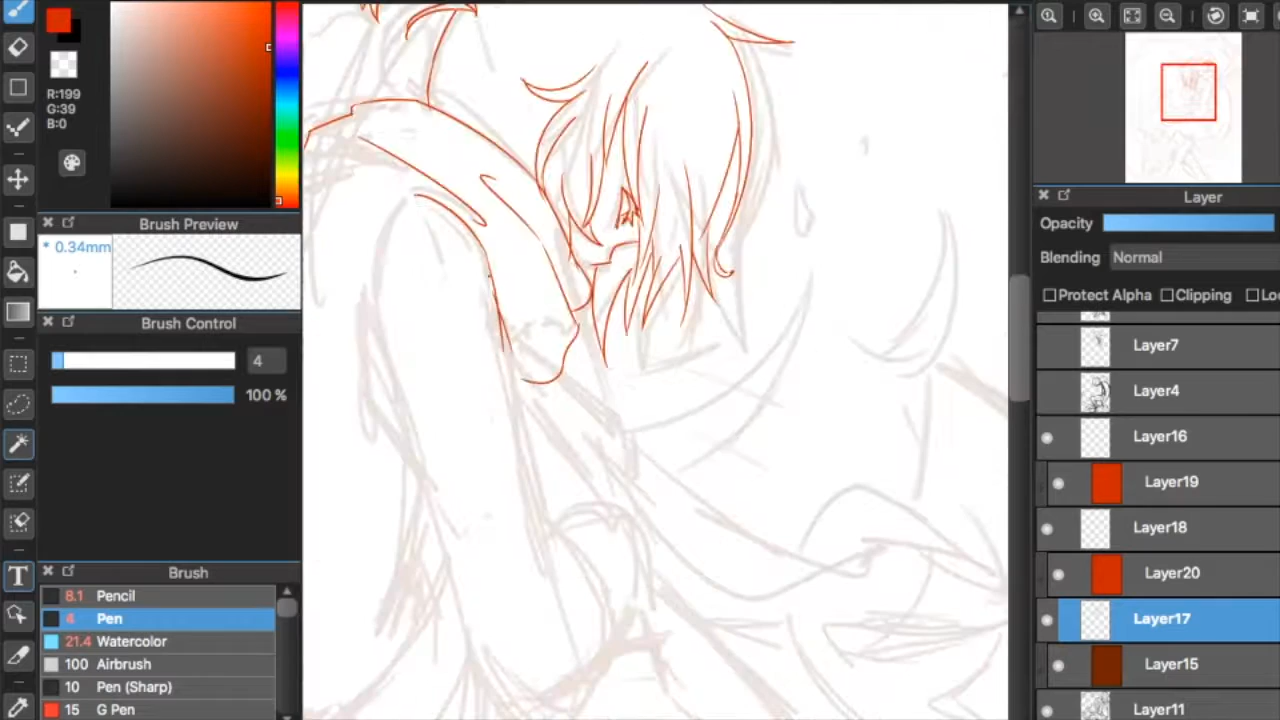 R:199
G:39
B:0
Brush Preview
* 0.34mm
Brush Control
4
100 %
Brush
8.1 Pencil
4 Pen
21.4 Watercolor
100 Airbrush
10 Pen (Sharp)
15 G Pen
T
Layer
Opacity
Blending Normal
Protect Alpha Clipping Lo
Layer7
Layer4
Layer16
Layer19
Layer18
Layer20
Layer17
Layer15
Layer11